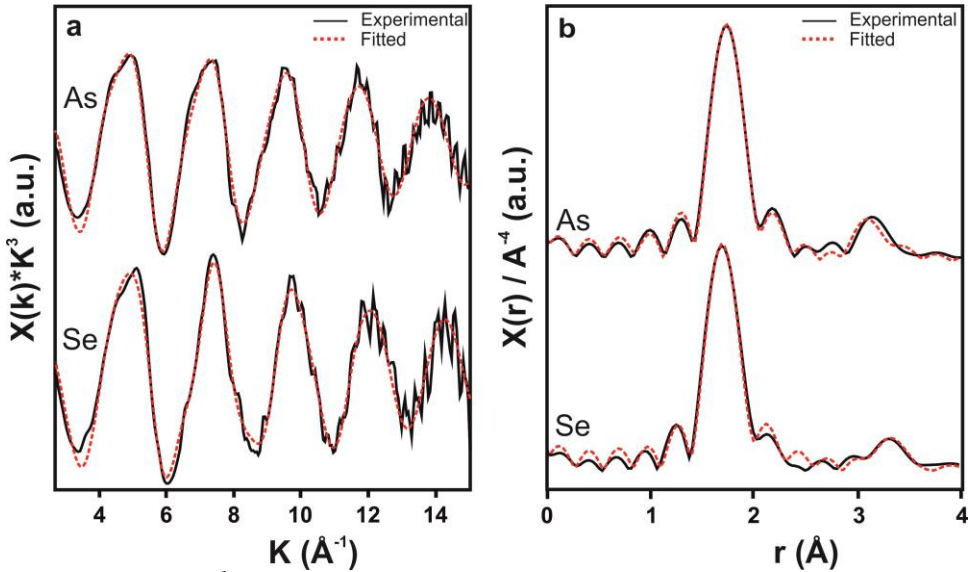 a
Experimental
Fitted
As
Se
X(k)*K³ (a.u.)
4 6 8 10 12 14
K (Å⁻¹)
b
Experimental
Fitted
As
Se
X(r) / A⁻⁴ (a.u.)
0 1 2 3 4
r (Å)